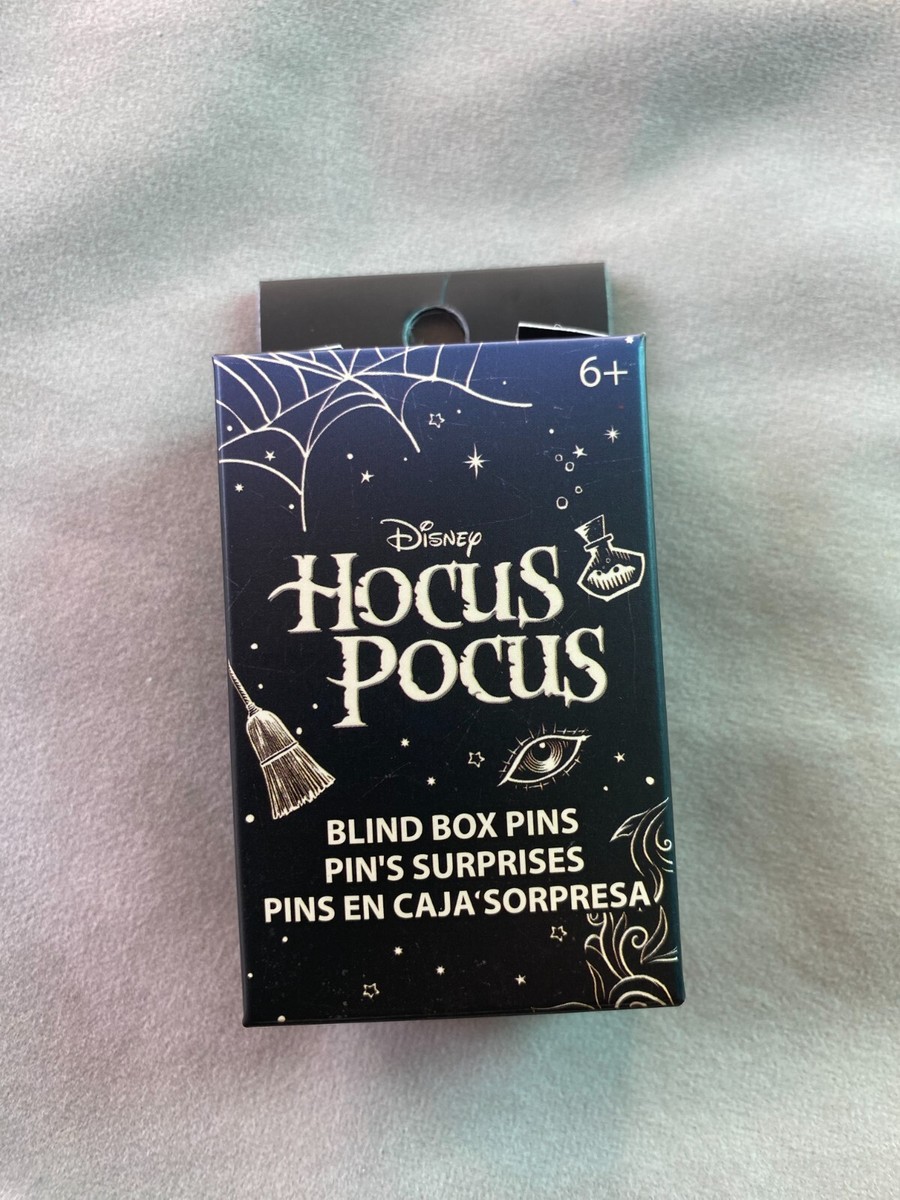 6+
Disney
HOCUS
POCUS
BLIND BOX PINS
PIN'S SURPRISES
PINS EN CAJA‘SORPRESA’